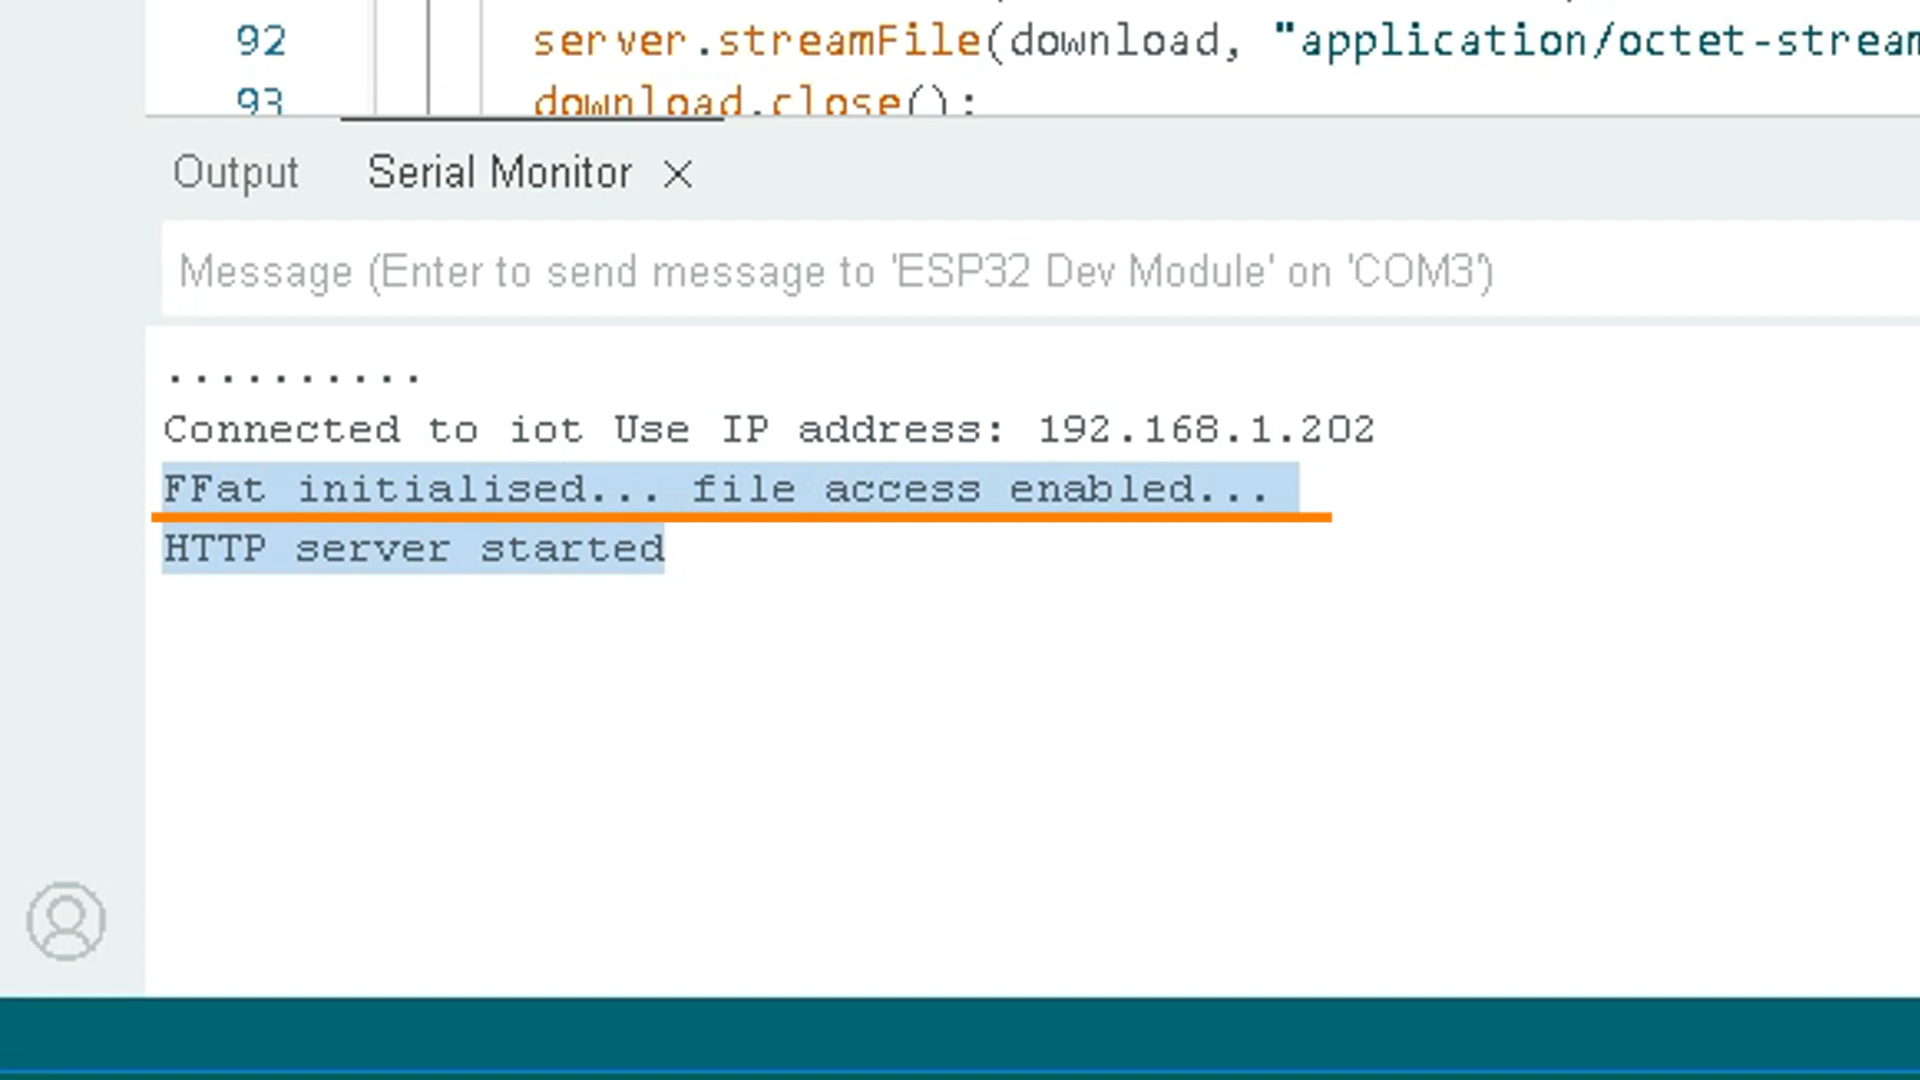 92 server.streamFile(download, "application/octet-stream
93 download.close();
Output Serial Monitor
Message (Enter to send message to 'ESP32 Dev Module' on 'COM3')
..........
Connected to iot Use IP address: 192.168.1.202
FFat initialised... file access enabled...
HTTP server started